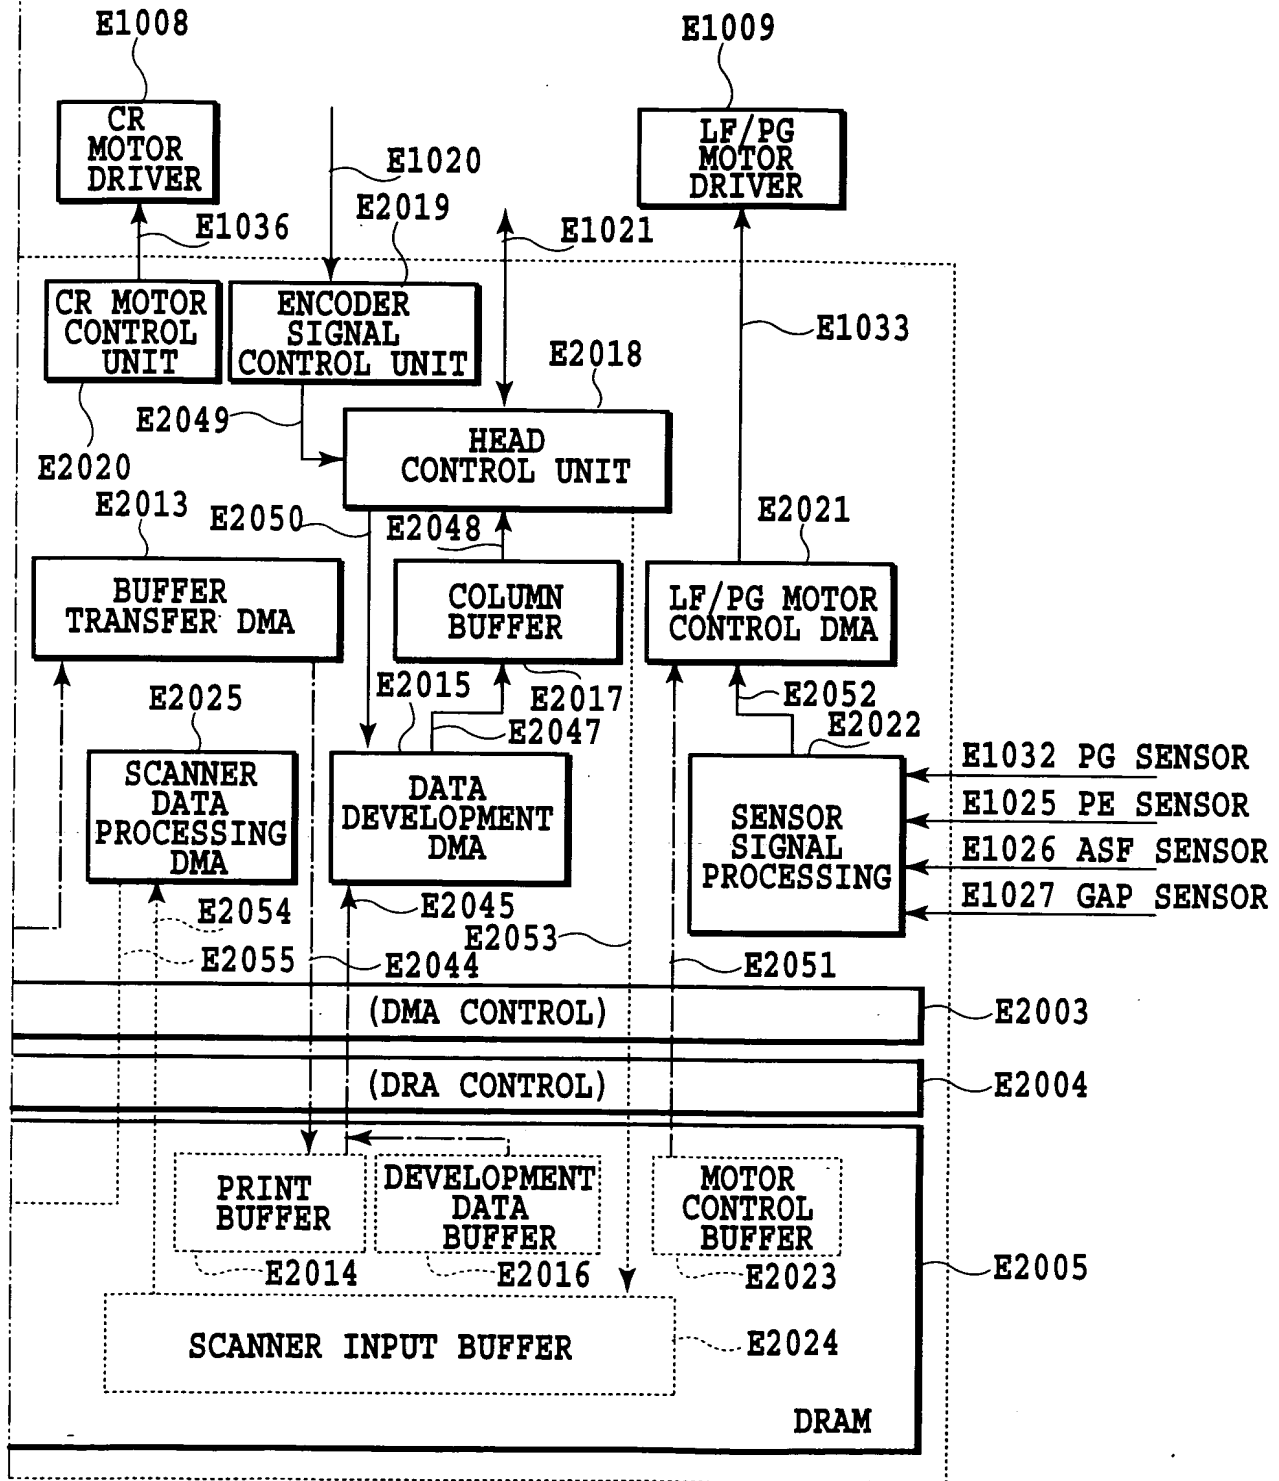 E1008
E1009
CR
MOTOR
DRIVER
LF/PG
MOTOR
DRIVER
E1020
E2019
E1036
E1021
CR MOTOR
CONTROL
UNIT
ENCODER
SIGNAL
CONTROL UNIT
E1033
E2018
E2049
HEAD
CONTROL UNIT
E2020
E2013
E2050
E2048
E2021
BUFFER
TRANSFER DMA
COLUMN
BUFFER
LF/PG MOTOR
CONTROL DMA
E2025
E2015
E2017
E2047
E2052
E2022
SCANNER
DATA
PROCESSING
DMA
DATA
DEVELOPMENT
DMA
SENSOR
SIGNAL
PROCESSING
E1032 PG SENSOR
E1025 PE SENSOR
E1026 ASF SENSOR
E1027 GAP SENSOR
E2054
E2045
E2053
E2055
E2044
E2051
(DMA CONTROL)
E2003
(DRA CONTROL)
E2004
PRINT
BUFFER
DEVELOPMENT
DATA
BUFFER
MOTOR
CONTROL
BUFFER
E2014
E2016
E2023
E2005
SCANNER INPUT BUFFER
E2024
DRAM